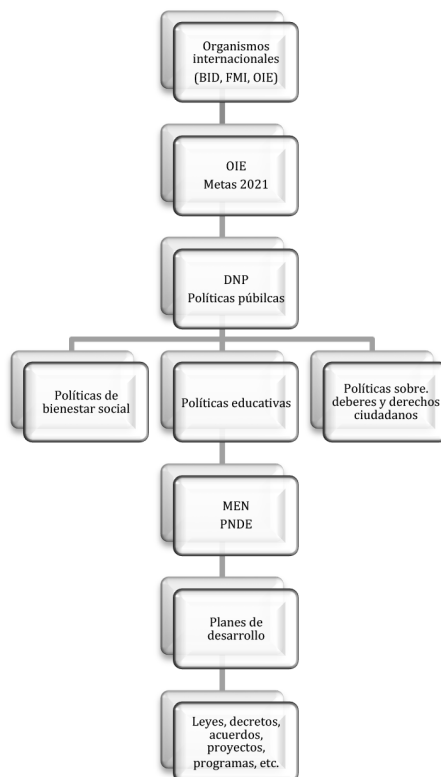 Organismos
internacionales
(BID, FMI, OIE)
OIE
Metas 2021
DNP
Políticas púbilcas
Políticas de
bienestar social
Políticas educativas
Políticas sobre.
deberes y derechos
ciudadanos
MEN
PNDE
Planes de
desarrollo
Leyes, decretos,
acuerdos,
proyectos,
programas, etc.